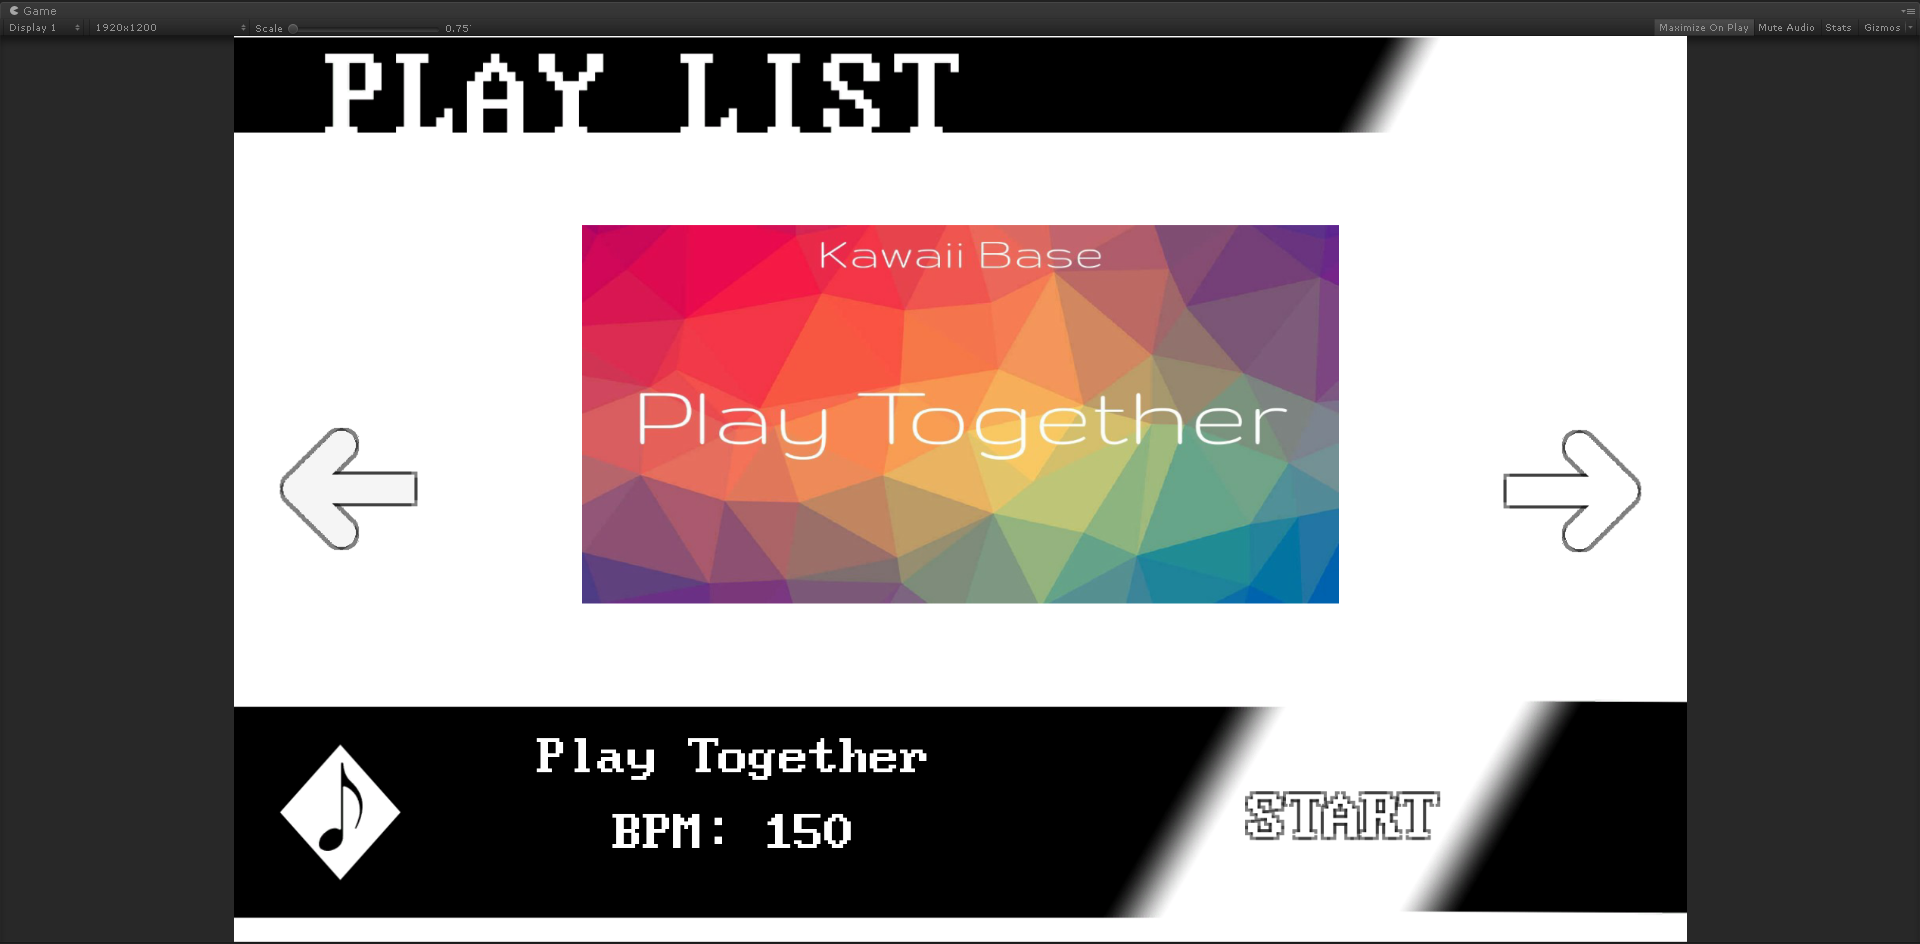 Game
Display 1 1920x1200 Scale 0.75 Maximize On Play Mute Audio Stats Gizmos
PLAY LIST
Kawaii Base
Play Together
Play Together
BPM: 150
START